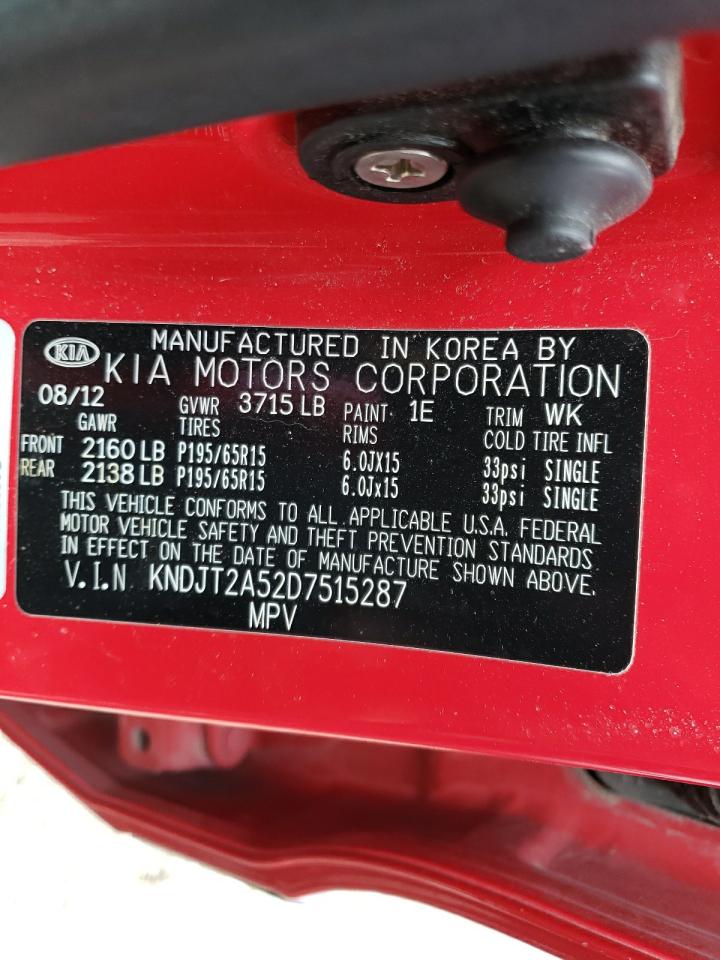 KIA
MANUFACTURED IN KOREA BY
KIA MOTORS CORPORATION
08/12 GVWR 3715 LB PAINT 1E TRIM WK
GAWR TIRES RIMS COLD TIRE INFL
FRONT 2160 LB P195/65R15 6.0JX15 33psi SINGLE
REAR 2138 LB P195/65R15 6.0Jx15 33psi SINGLE
THIS VEHICLE CONFORMS TO ALL APPLICABLE U.S.A. FEDERAL
MOTOR VEHICLE SAFETY AND THEFT PREVENTION STANDARDS
IN EFFECT ON THE DATE OF MANUFACTURE SHOWN ABOVE.
V.I.N KNDJT2A52D7515287
MPV